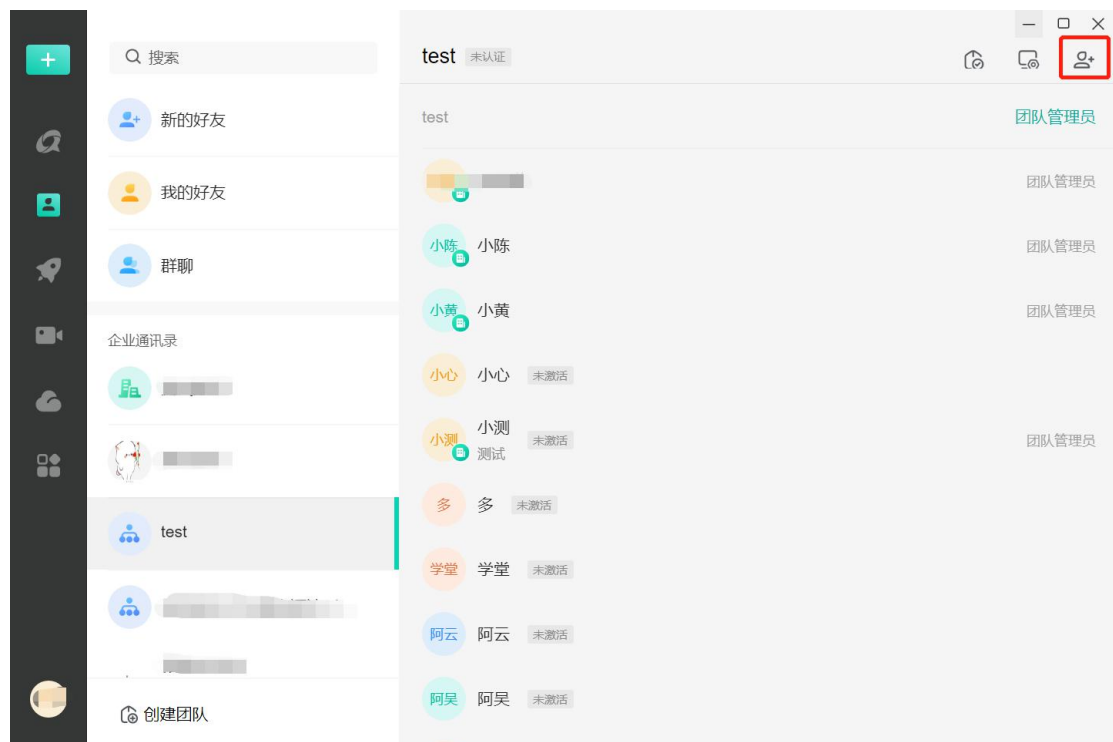 搜索
新的好友
我的好友
群聊
企业通讯录
test
创建团队
test 未认证
test 团队管理员
团队管理员
小陈 小陈 团队管理员
小黄 小黄 团队管理员
小心 小心 未激活
小测 小测 未激活 团队管理员
测试
多 多 未激活
学堂 学堂 未激活
阿云 阿云 未激活
阿吴 阿吴 未激活